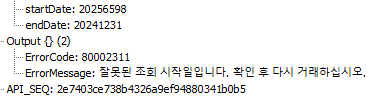 startDate: 20256598
endDate: 20241231
Output {} (2)
ErrorCode: 80002311
ErrorMessage: 잘못된 조회 시작일입니다. 확인 후 다시 거래하십시오.
API_SEQ: 2e7403ce738b4326a9ef94880341b0b5